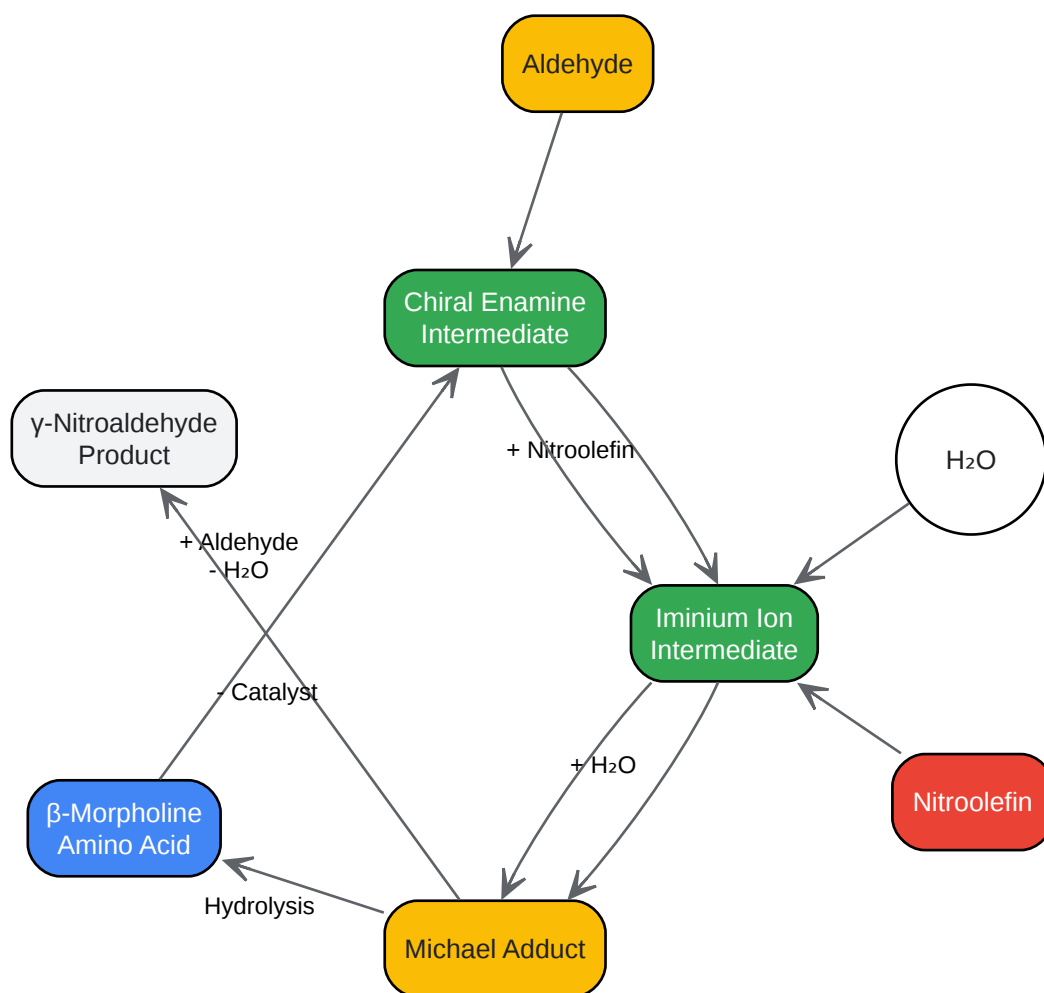 Aldehyde
Chiral Enamine
Intermediate
γ-Nitroaldehyde
Product
+ Nitroolefin
H₂O
+ Aldehyde
- H₂O
Iminium Ion
Intermediate
- Catalyst
+ H₂O
β-Morpholine
Amino Acid
Nitroolefin
Hydrolysis
Michael Adduct